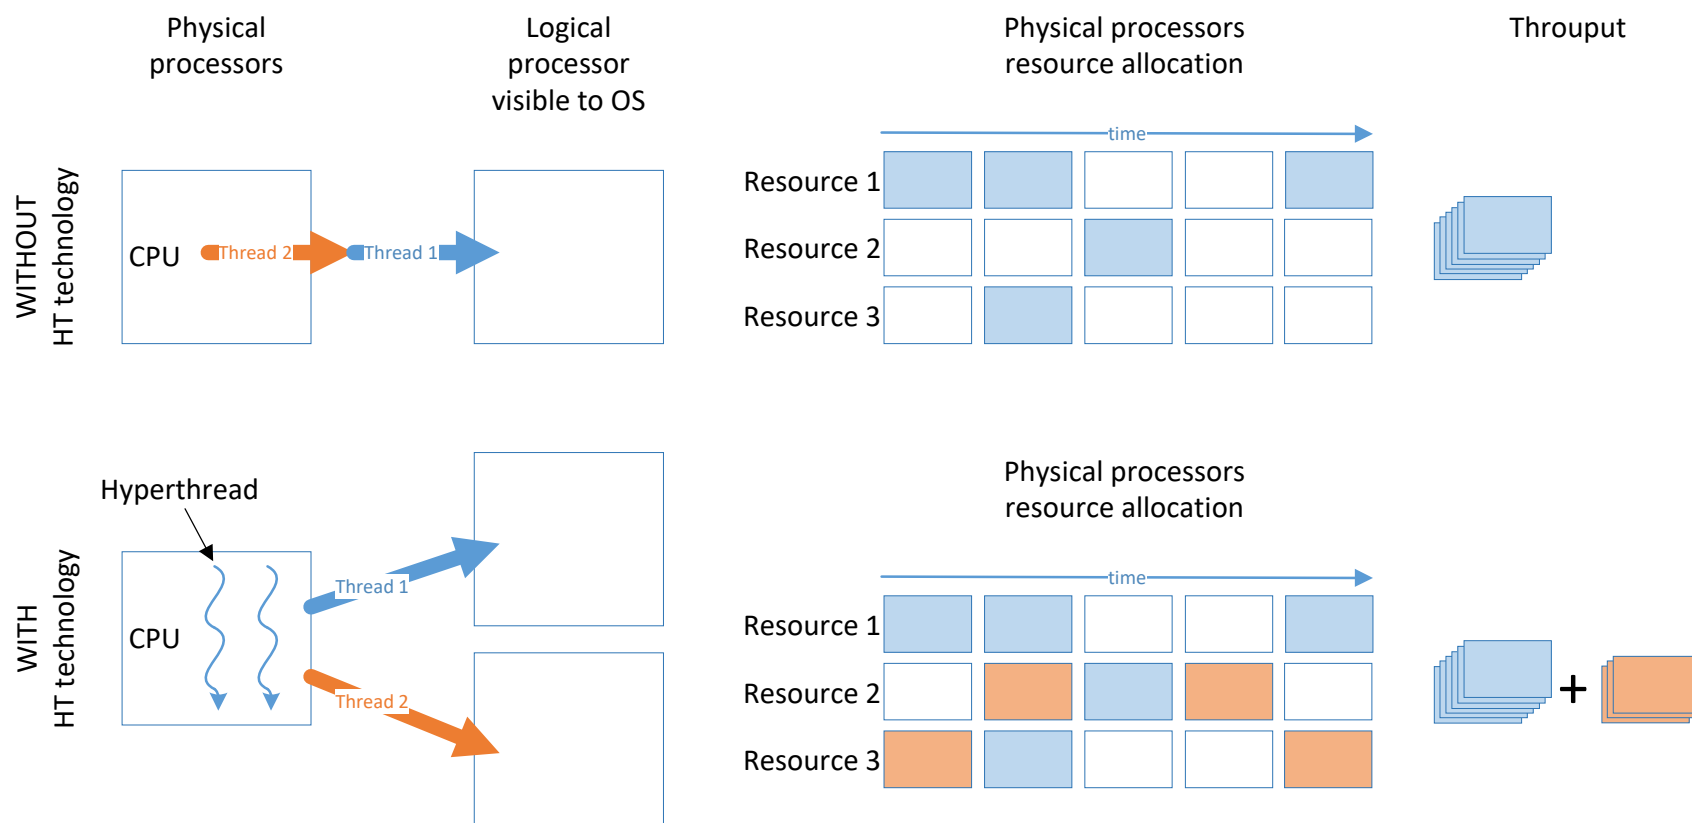 Physical
processors
Logical
processor
visible to OS
Physical processors
resource allocation
Throuput
WITHOUT
HT technology
CPU
Thread 2
Thread 1
time
Resource 1
Resource 2
Resource 3
WITH
HT technology
Hyperthread
CPU
Thread 1
Thread 2
Physical processors
resource allocation
time
Resource 1
Resource 2
Resource 3
+